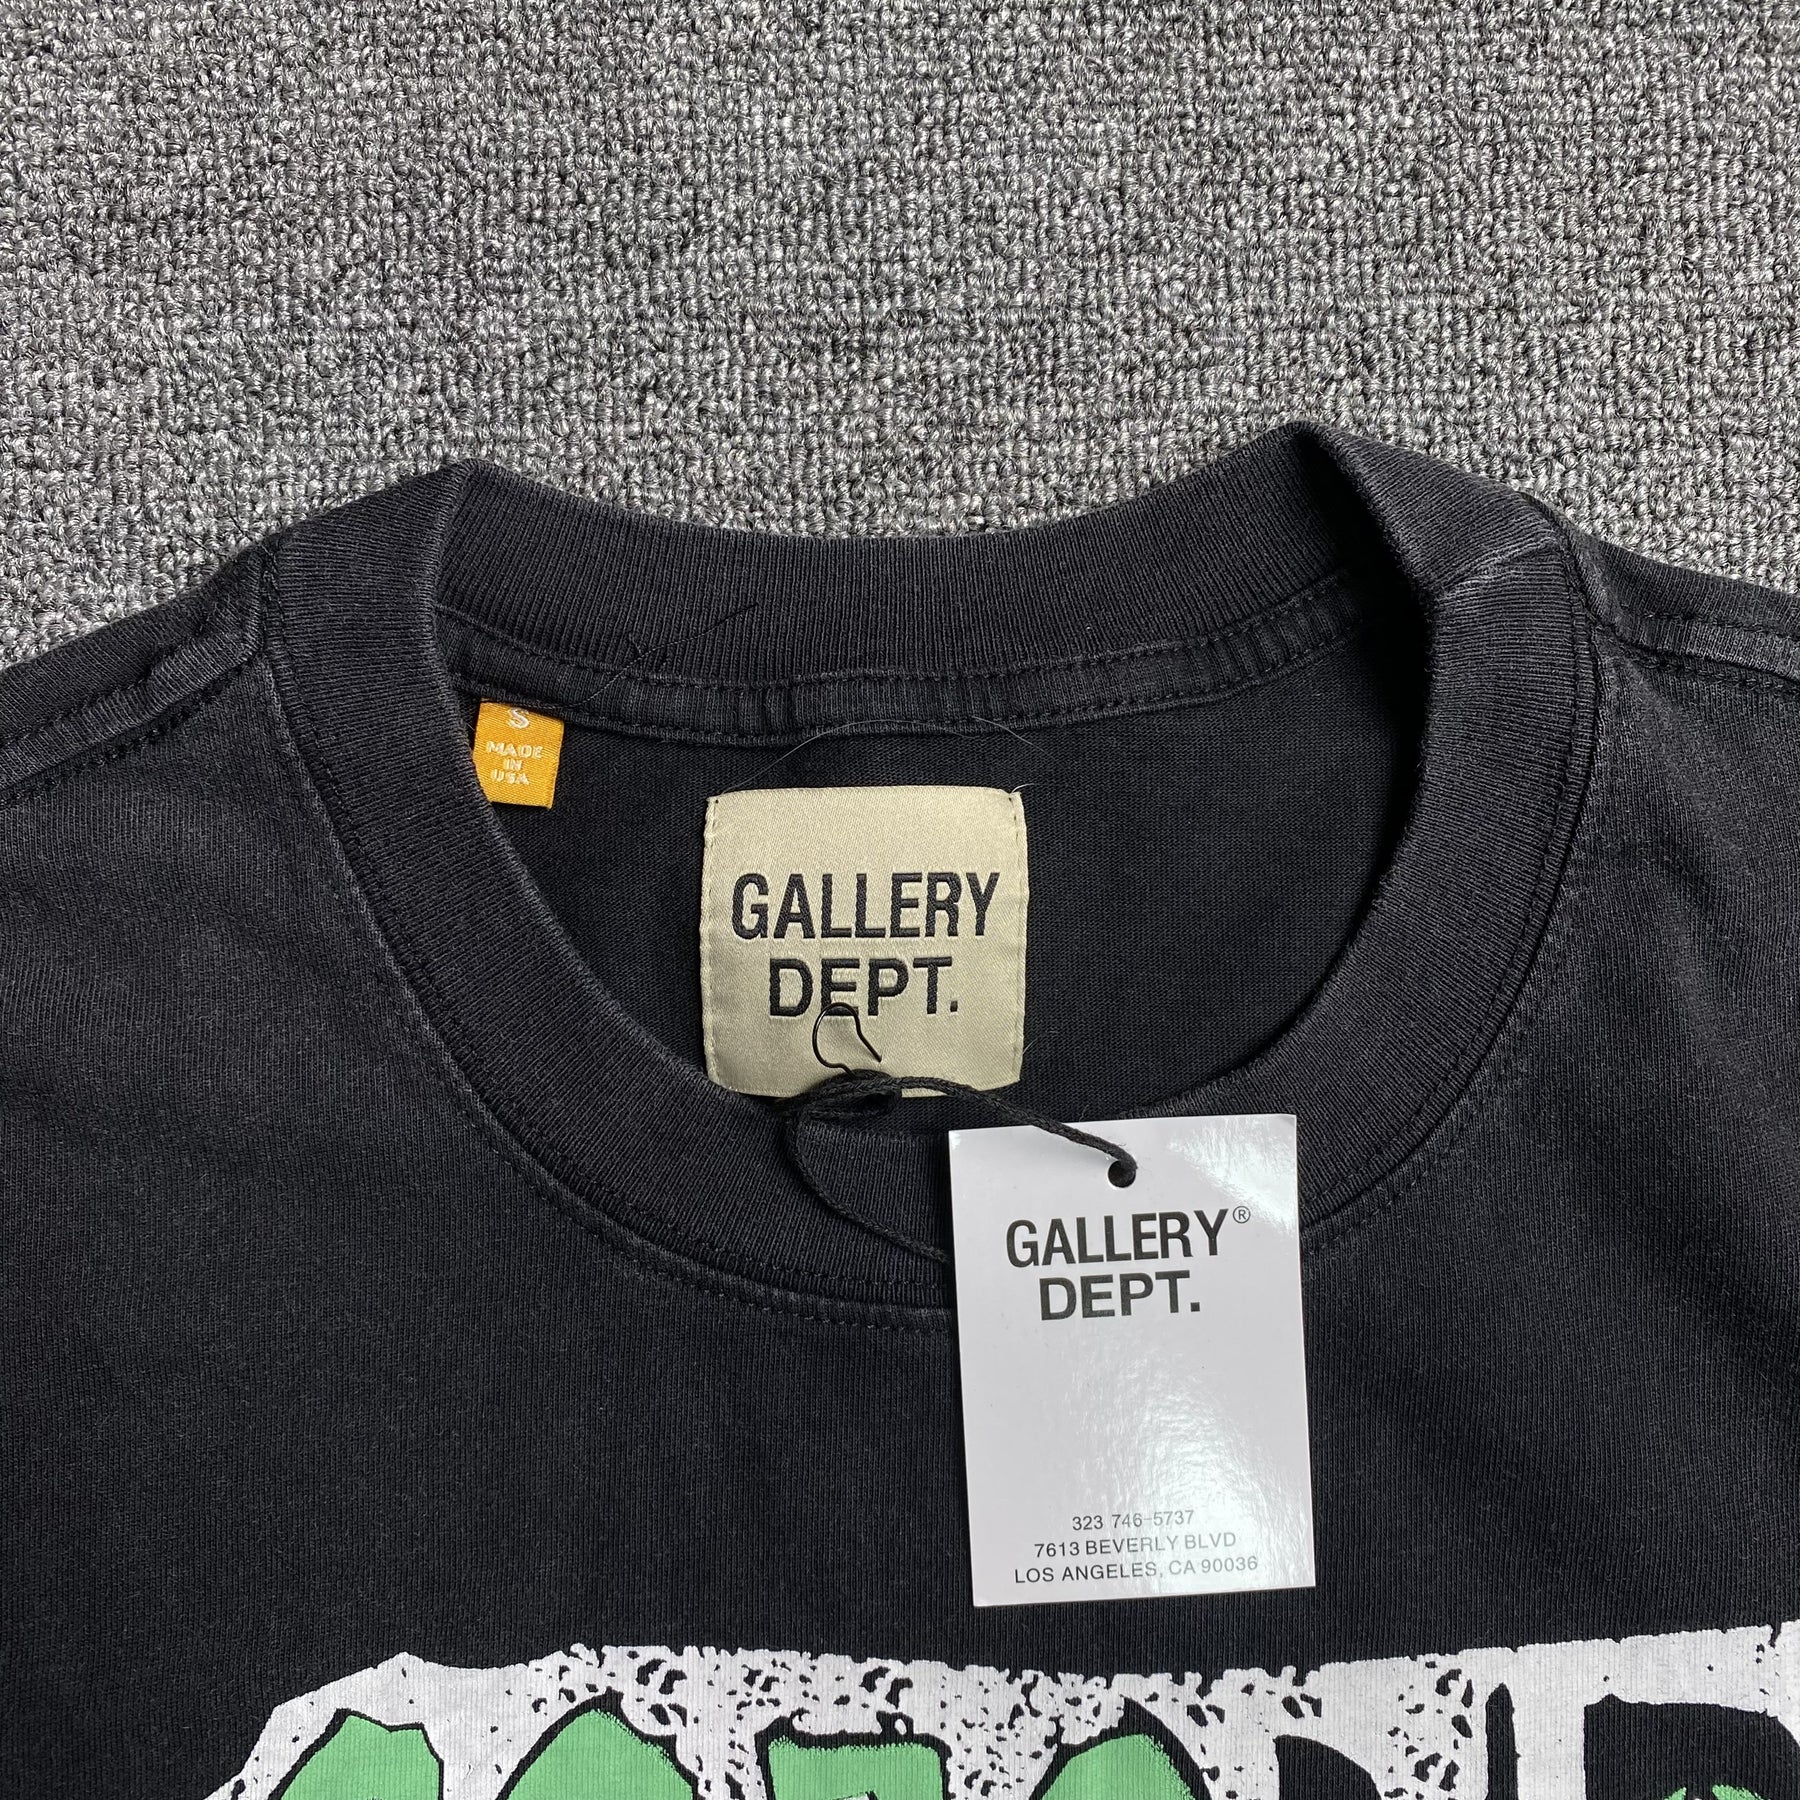 S
MADE
IN
USA
GALLERY
DEPT.
GALLERY®
DEPT.
323 746-5737
7613 BEVERLY BLVD
LOS ANGELES, CA 90036